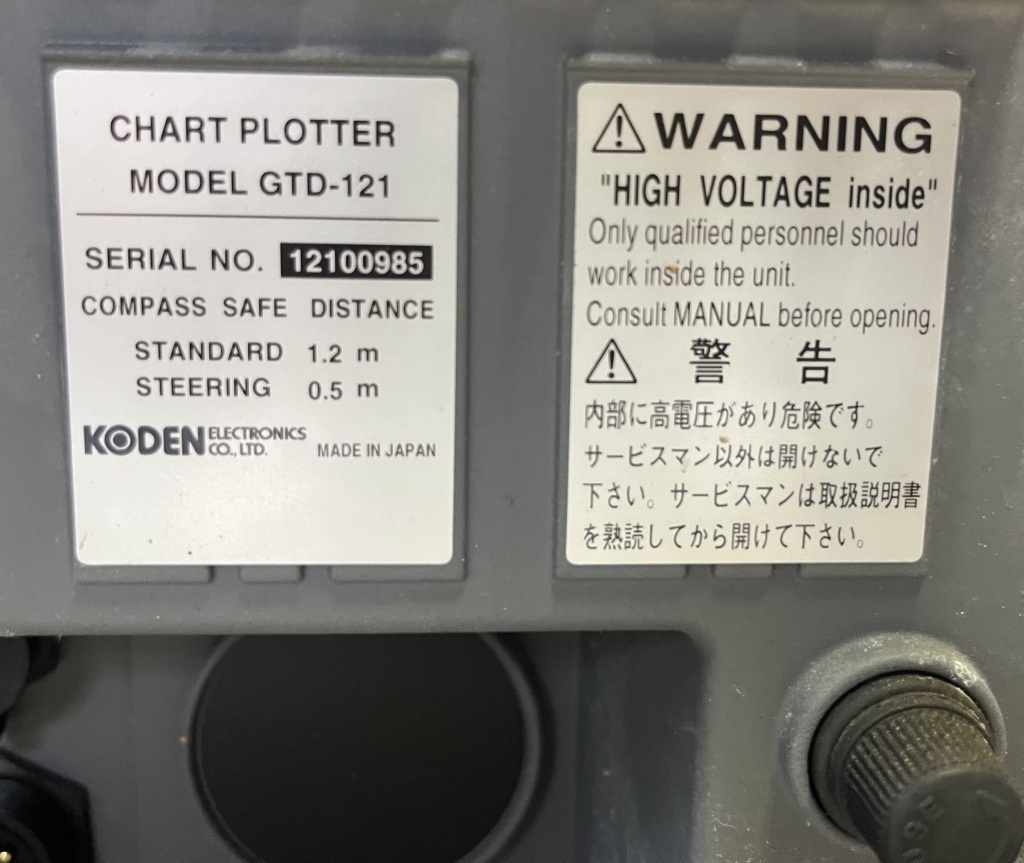 CHART PLOTTER
MODEL GTD-121
SERIAL NO. 12100985
COMPASS SAFE DISTANCE
STANDARD 1.2 m
STEERING 0.5 m
KODEN ELECTRONICS CO., LTD. MADE IN JAPAN
WARNING
"HIGH VOLTAGE inside"
Only qualified personnel should
work inside the unit.
Consult MANUAL before opening.
警 告
内部に高電圧があり危険です。
サービスマン以外は開けないで
下さい。サービスマンは取扱説明書
を熟読してから開けて下さい。